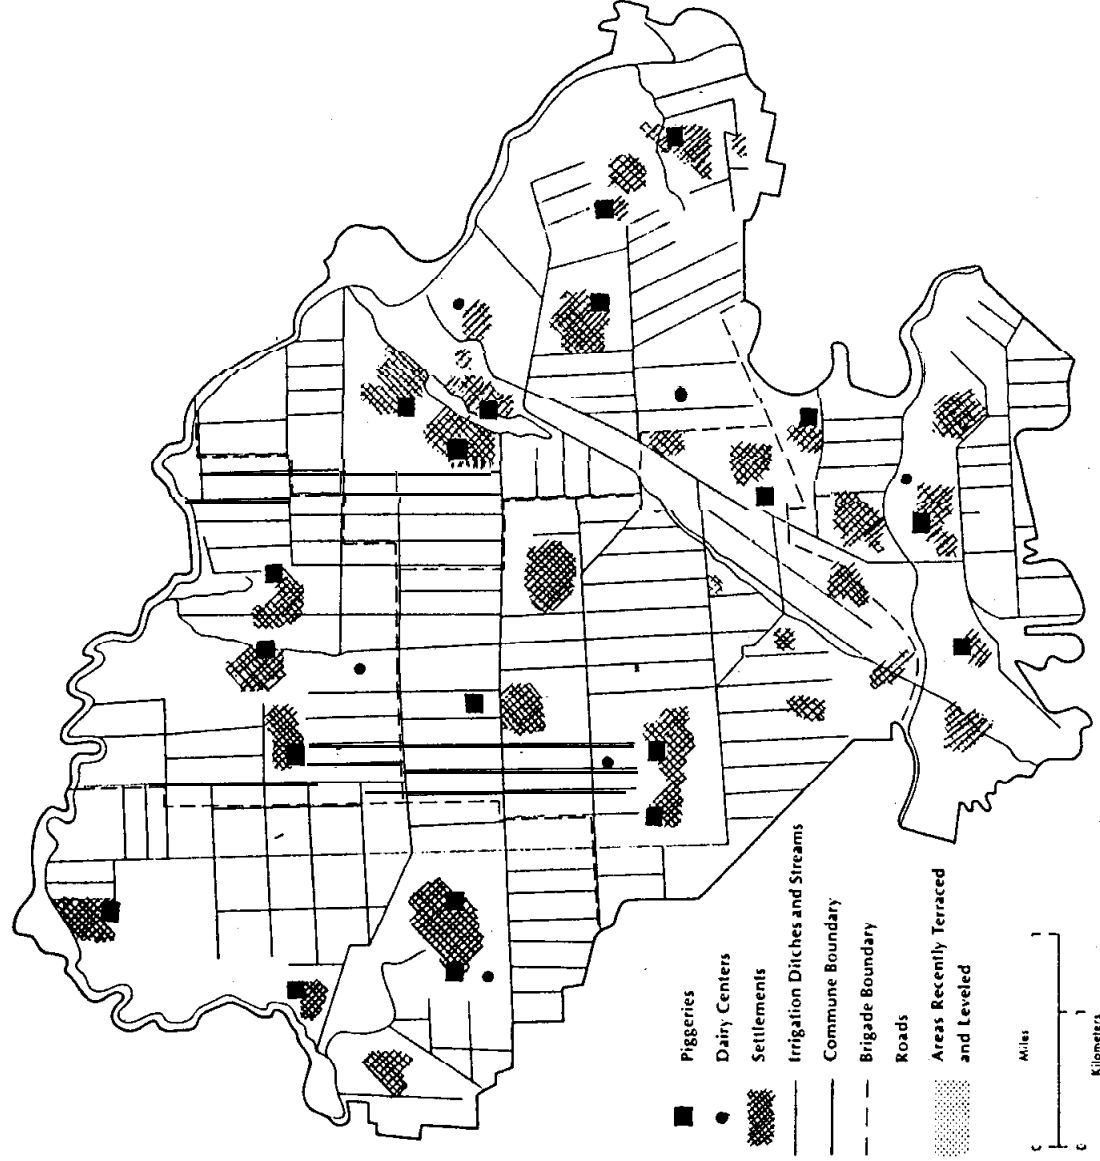 Piggeries
Dairy Centers
Settlements
Irrigation Ditches and Streams
Commune Boundary
Brigade Boundary
Roads
Areas Recently Terraced
and Leveled
Miles
Kilometers